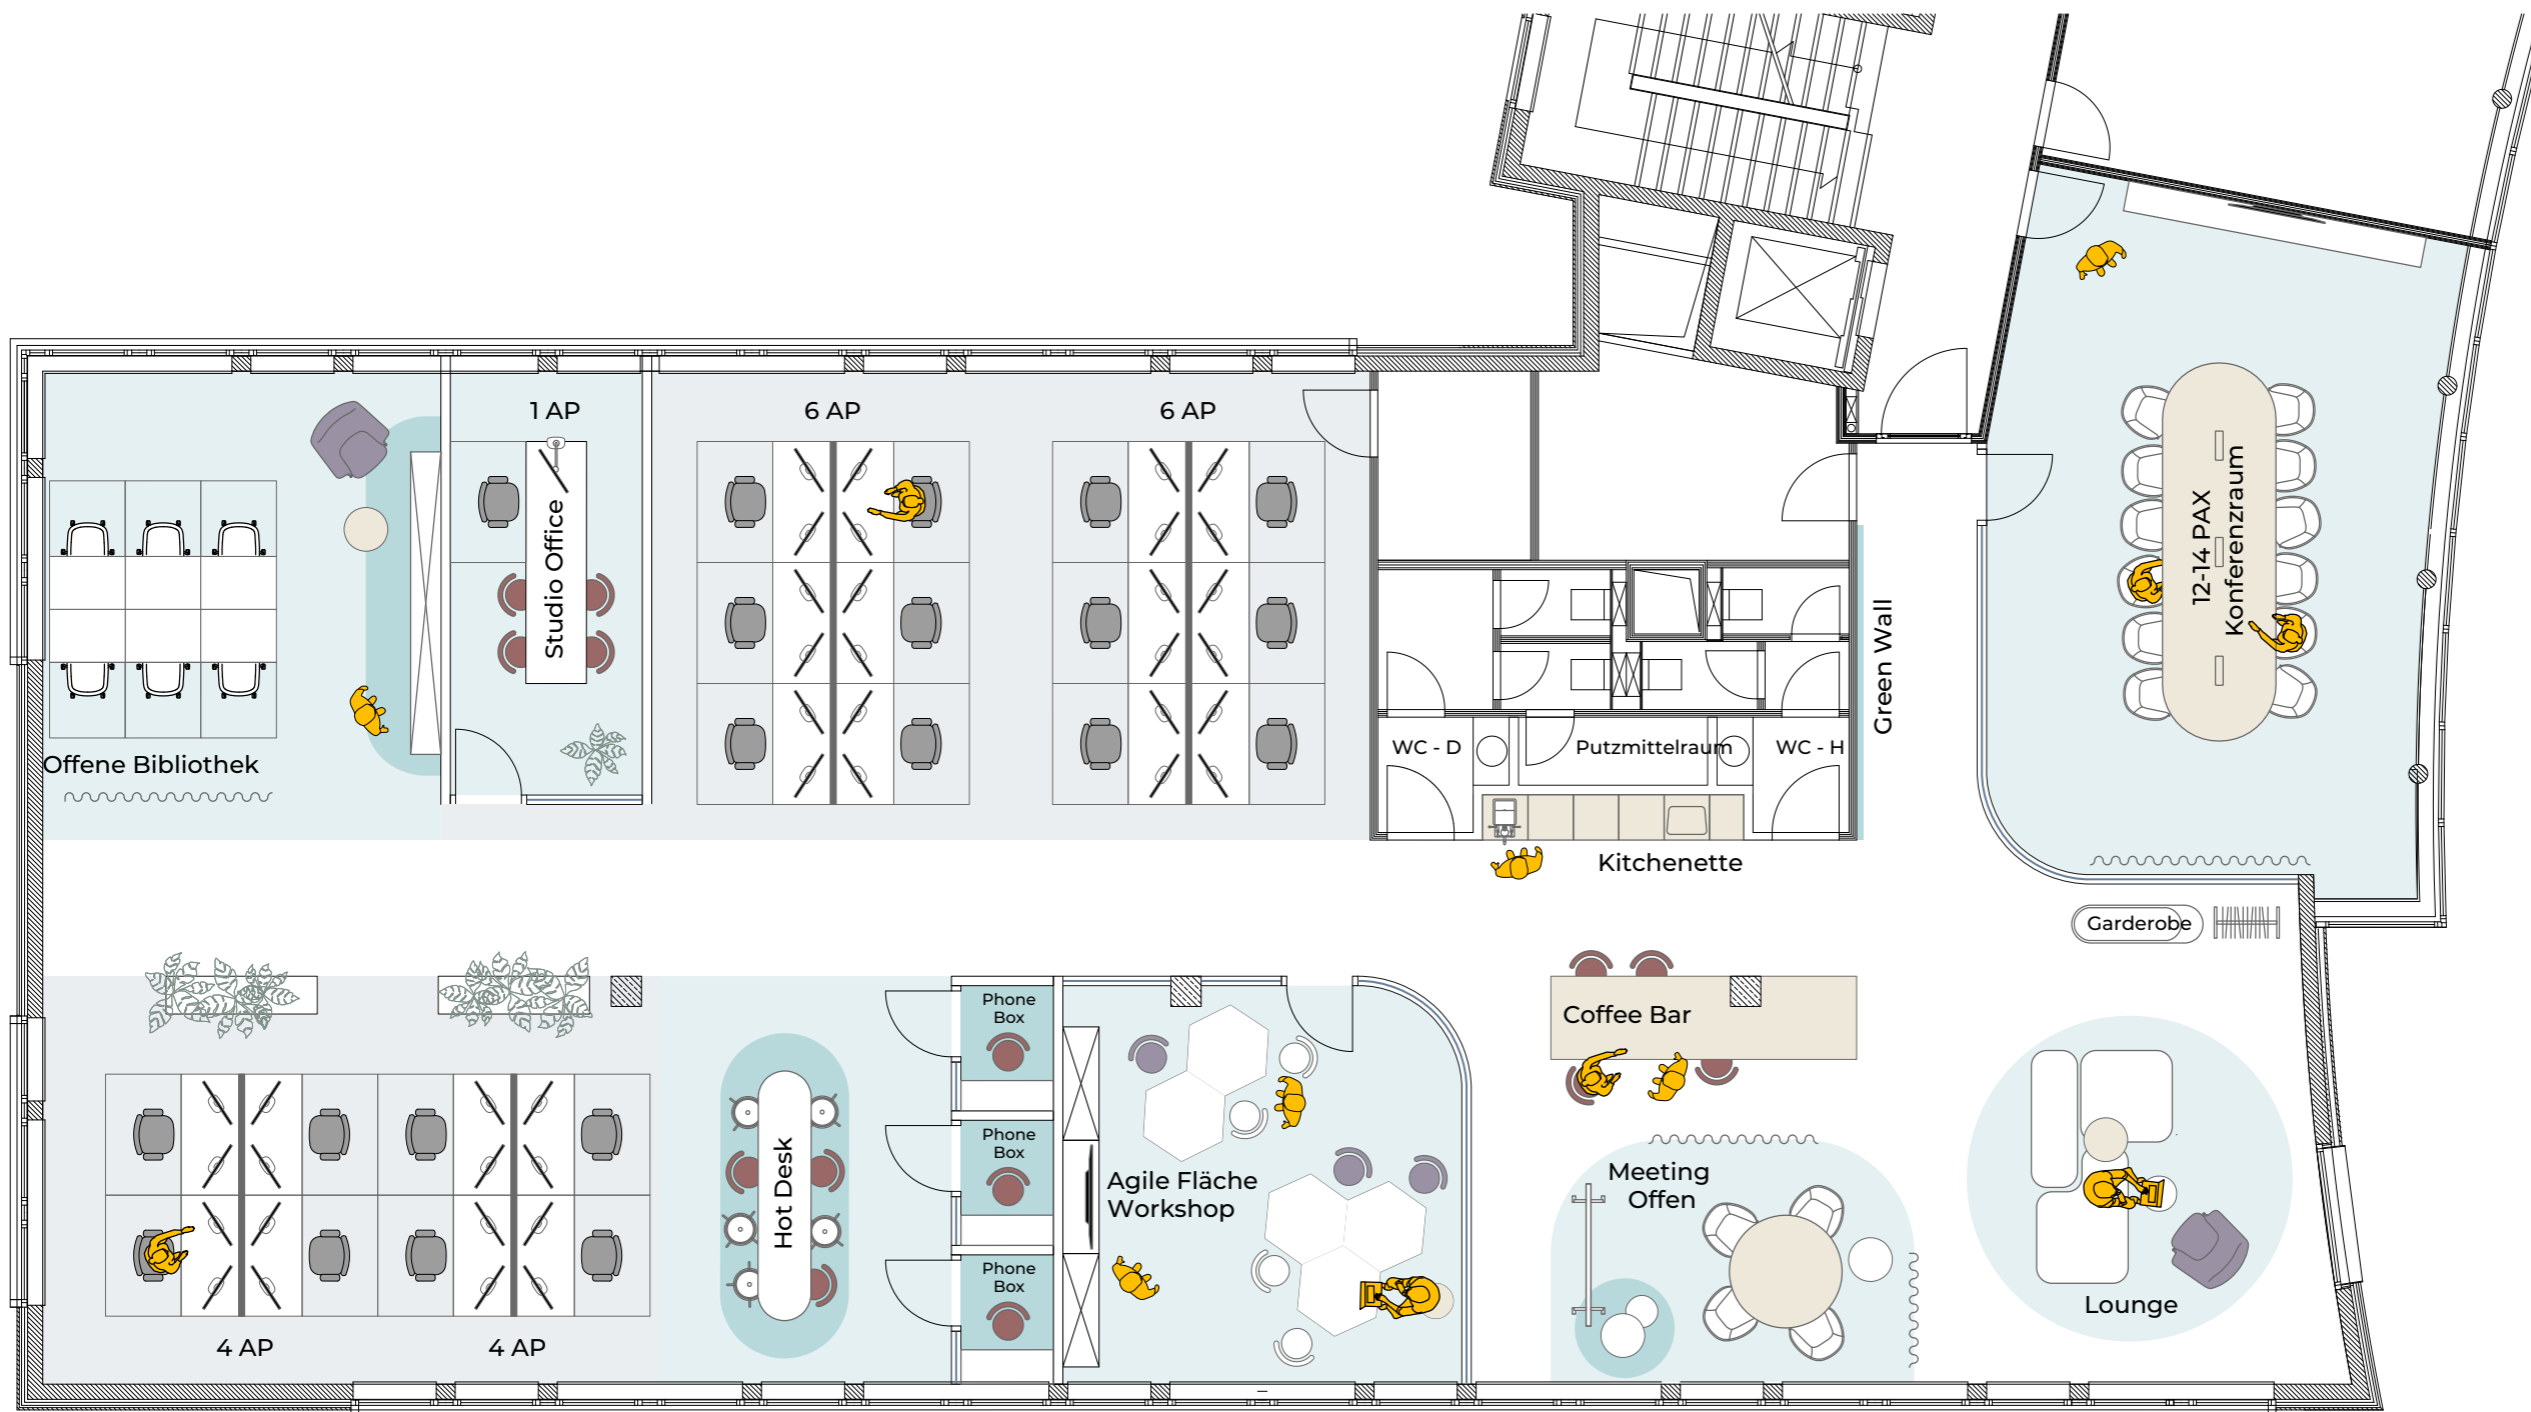 1 AP
6 AP
6 AP
Studio Office
12-14 PAX
Konferenzraum
Green Wall
Offene Bibliothek
WC - D
Putzmittelraum
WC - H
Kitchenette
Garderobe
Phone
Box
Coffee Bar
Phone
Box
Hot Desk
Agile Fläche
Workshop
Meeting
Offen
Phone
Box
Lounge
4 AP
4 AP